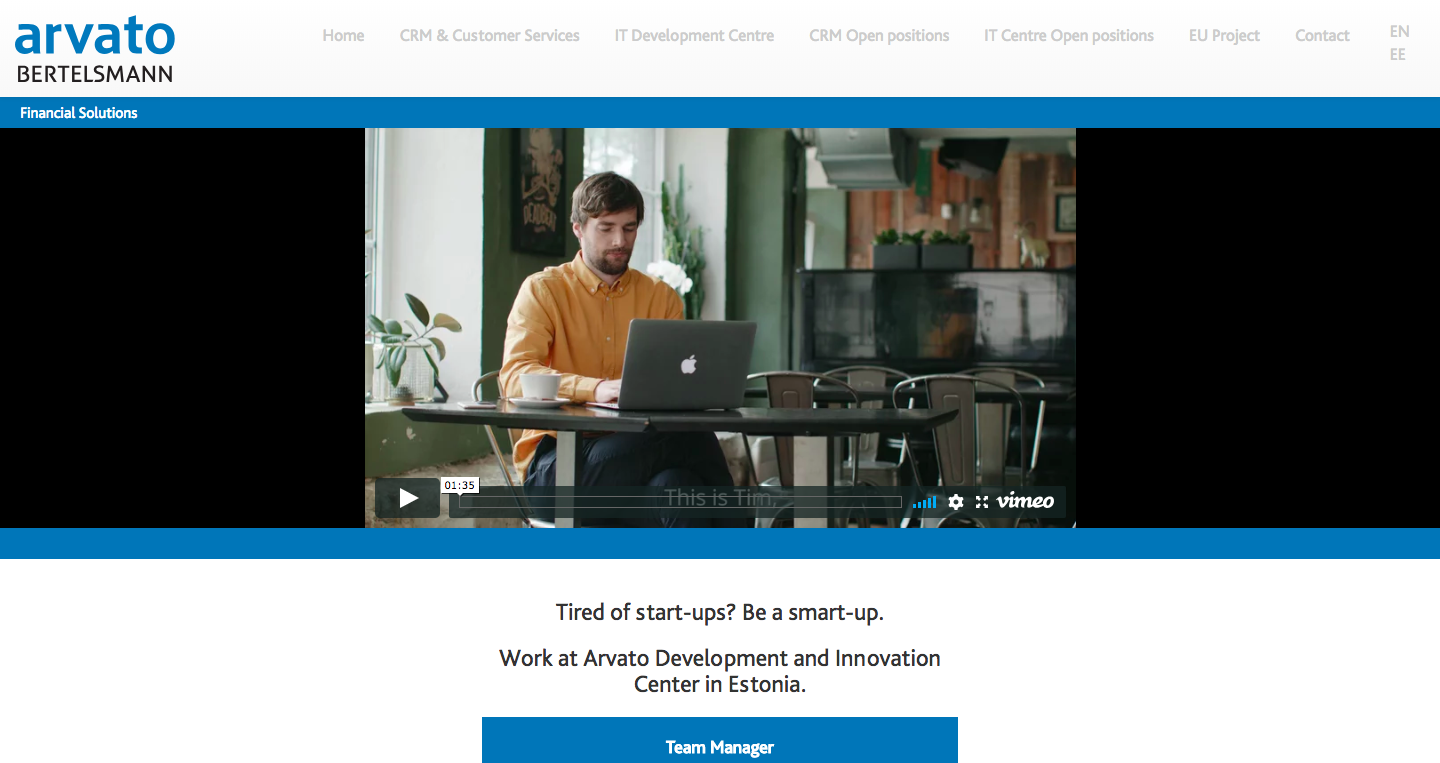 arvato
BERTELSMANN
Home CRM & Customer Services IT Development Centre CRM Open positions IT Centre Open positions EU Project Contact EN
EE
Financial Solutions
DEADBEAT
01:35
This is Tim,
vimeo
Tired of start-ups? Be a smart-up.
Work at Arvato Development and Innovation
Center in Estonia.
Team Manager